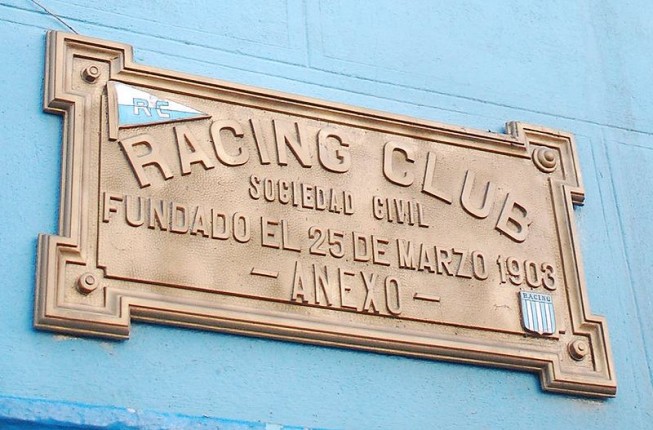 RC
RACING CLUB
SOCIEDAD CIVIL
FUNDADO EL 25 DE MARZO 1903
- ANEXO -
RACING